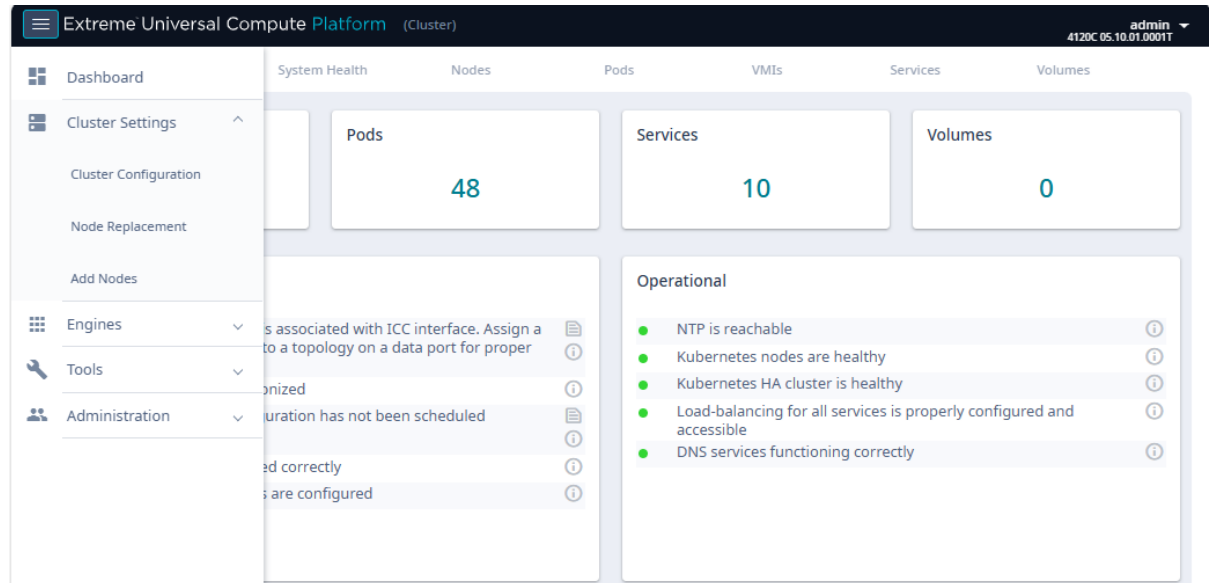 Extreme Universal Compute Platform (Cluster)
admin
4120C 05.10.01.0001T
Dashboard
System Health
Nodes
Pods
VMIs
Services
Volumes
Cluster Settings
Cluster Configuration
Node Replacement
Add Nodes
Engines
Tools
Administration
Pods
48
Services
10
Volumes
0
s associated with ICC interface. Assign a
to a topology on a data port for proper
onized
uration has not been scheduled
ed correctly
s are configured
Operational
NTP is reachable
Kubernetes nodes are healthy
Kubernetes HA cluster is healthy
Load-balancing for all services is properly configured and
accessible
DNS services functioning correctly